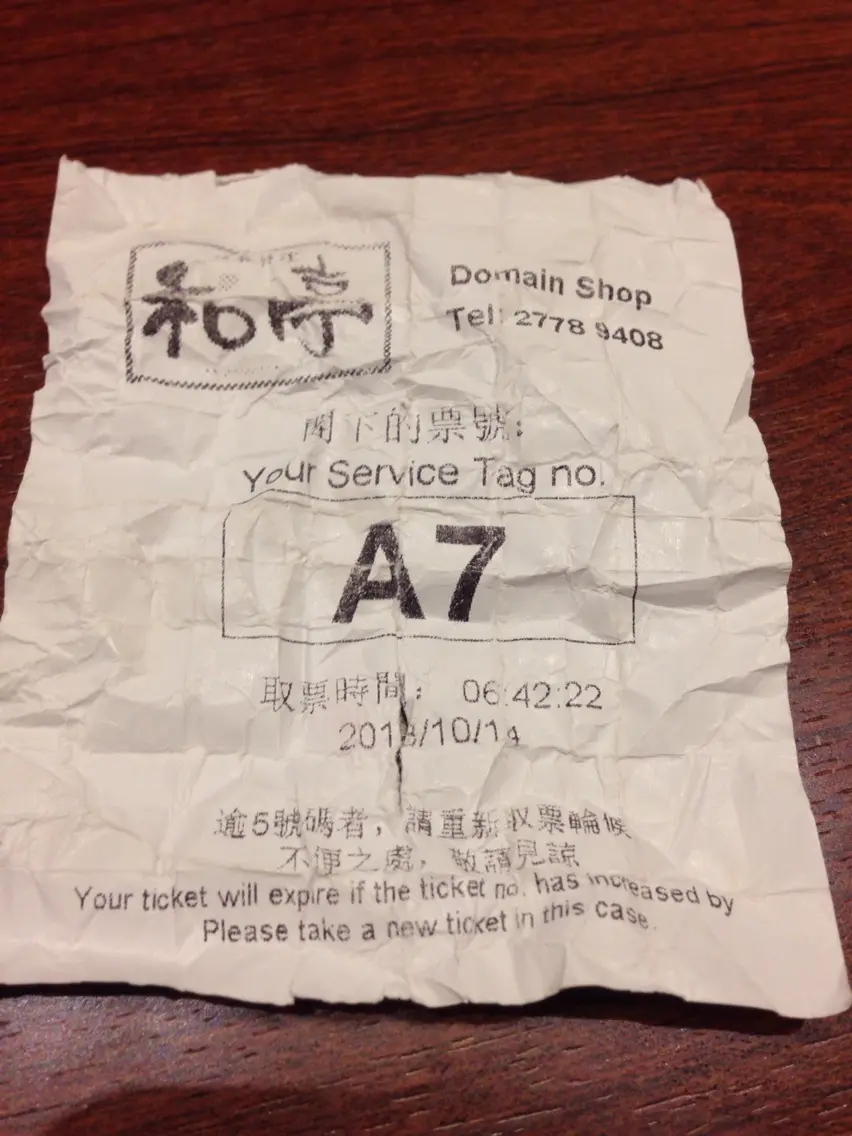 和亭
Domain Shop
Tel: 2778 9408
閣下的票號:
Your Service Tag no.
A7
取票時間: 06:42:22
2013/10/14
逾5號碼者,請重新取票輪候
不便之處,敬請見諒
Your ticket will expire if the ticket no. has increased by
Please take a new ticket in this case.